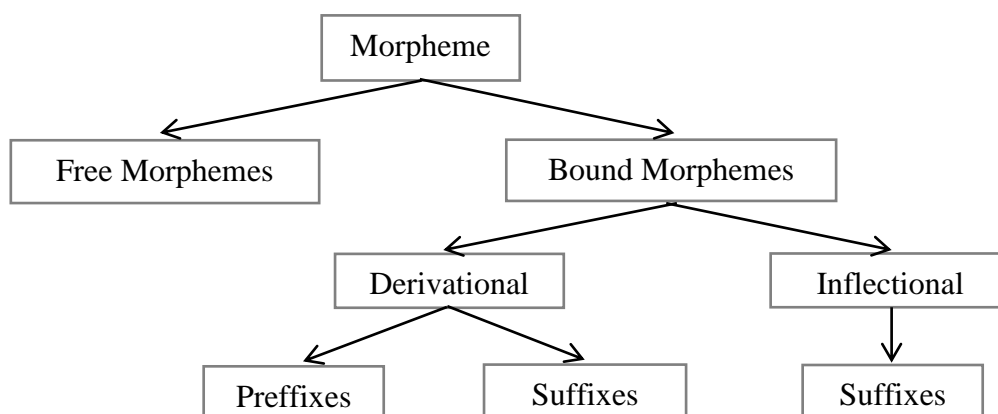 Morpheme
Free Morphemes
Bound Morphemes
Derivational
Inflectional
Preffixes
Suffixes
Suffixes